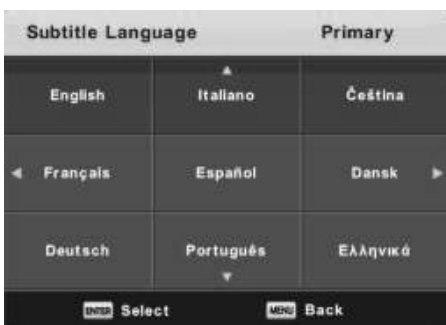 Subtitle Language Primary
English Italiano Čeština
Français Español Dansk
Deutsch Português Ελληνικά
ENTER Select MENU Back